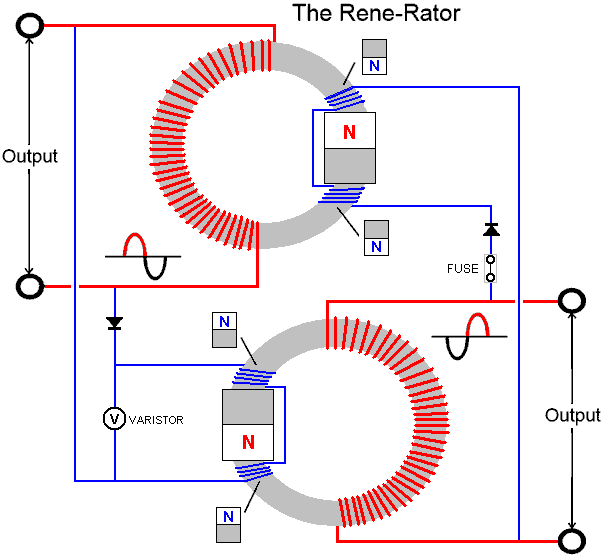 The Rene-Rator
N
N
Output
N
FUSE
N
Output
V VARISTOR
N
N